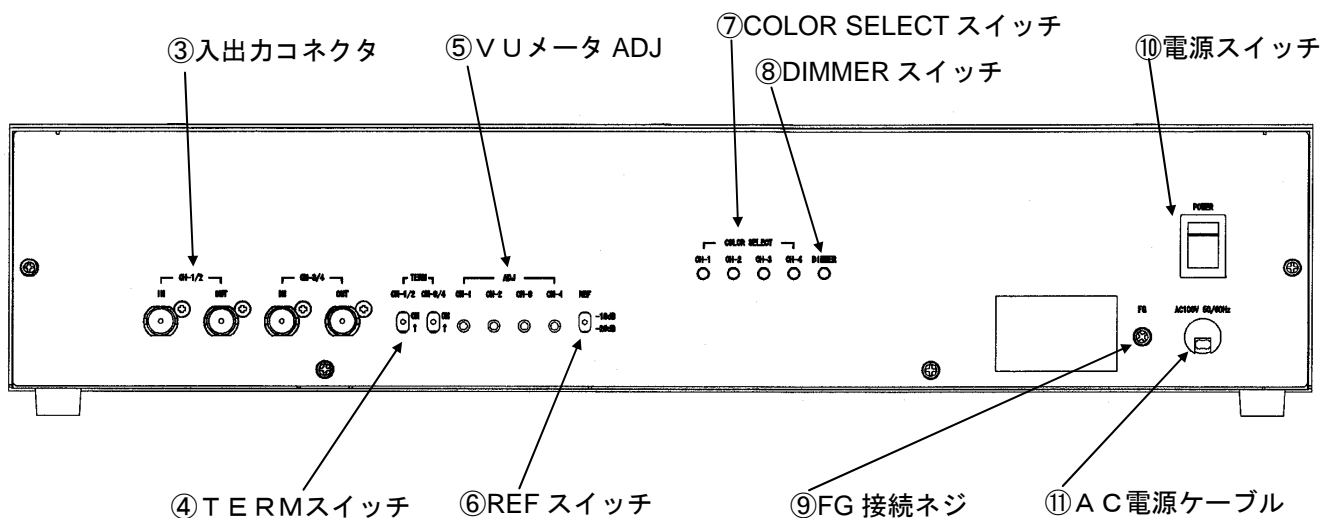 ⑦COLOR SELECT スイッチ
③入出力コネクタ
⑤ＶＵメータ ADJ
⑩電源スイッチ
⑧DIMMER スイッチ
POWER
COLOR SELECT
CH-1 CH-2 CH-3 CH-4 DIMMER
CH-1/2 CH-3/4 TERM ADJ
IN OUT IN OUT CH-1/2 CH-3/4 CH-1 CH-2 CH-3 CH-4 REF
FG AC100V 50/60Hz
ON ↑ ON ↑
-18dB
-20dB
④ＴＥＲＭスイッチ
⑥REF スイッチ
⑨FG 接続ネジ
⑪ＡＣ電源ケーブル